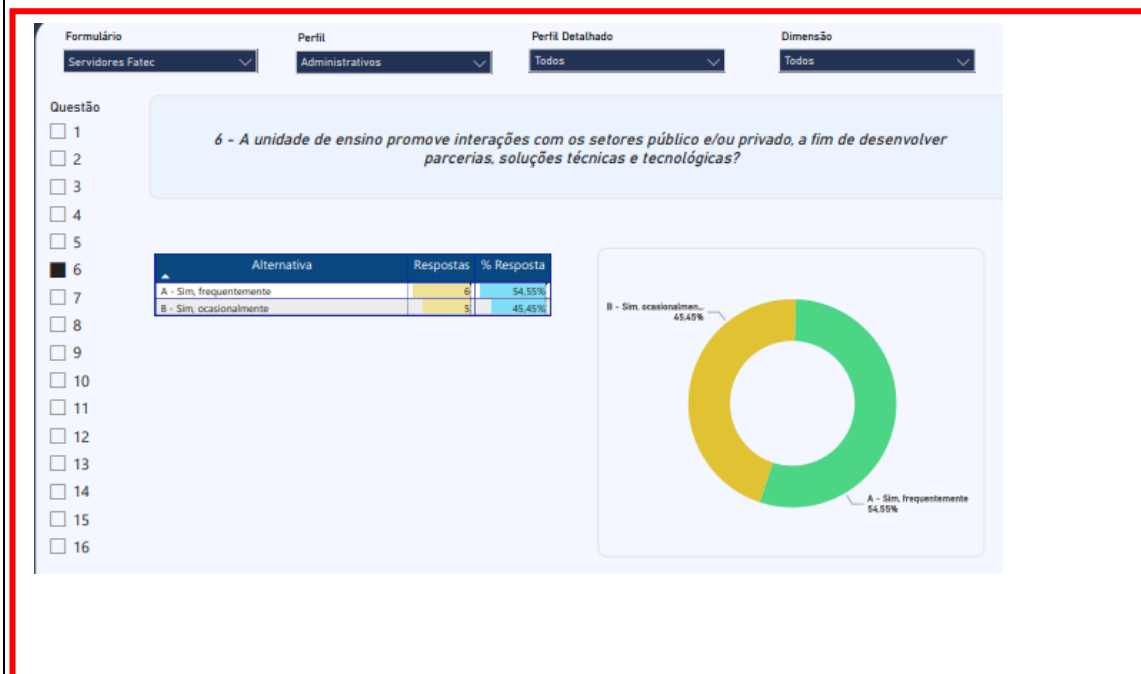 Formulário Perfil Perfil Detalhado Dimensão
Servidores Fatec Administrativos Todos Todos
Questão
1
2
3
4
5
6
7
8
9
10
11
12
13
14
15
16
6 - A unidade de ensino promove interações com os setores público e/ou privado, a fim de desenvolver
parcerias, soluções técnicas e tecnológicas?
Alternativa Respostas % Resposta
A - Sim, frequentemente 6 54,55%
B - Sim, ocasionalmente 5 45,45%
B - Sim, ocasionalmen...
45,45%
A - Sim, frequentemente
54,55%